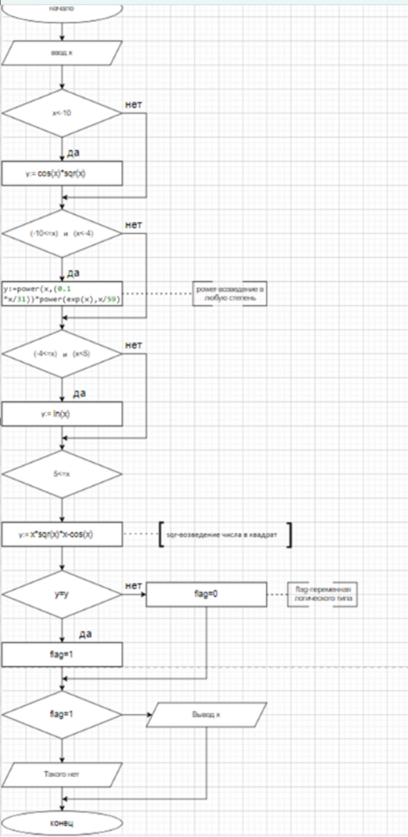 начало
ввод x
x<-10
нет
да
y:= cos(x)*sqr(x)
нет
(-10<=x) и (x<-4)
да
y:=power(x,(0.1
*x/31))*power(exp(x),x/59)
power-возведение в
любую степень
нет
(-4<=x) и (x<5)
да
y:= ln(x)
5<=x
y:= x*sqr(x)*x-cos(x)
sqr-возведение числа в квадрат
y=y
нет
flag=0
flag-переменная
логического типа
да
flag=1
flag=1
Вывод x
Такого нет
конец